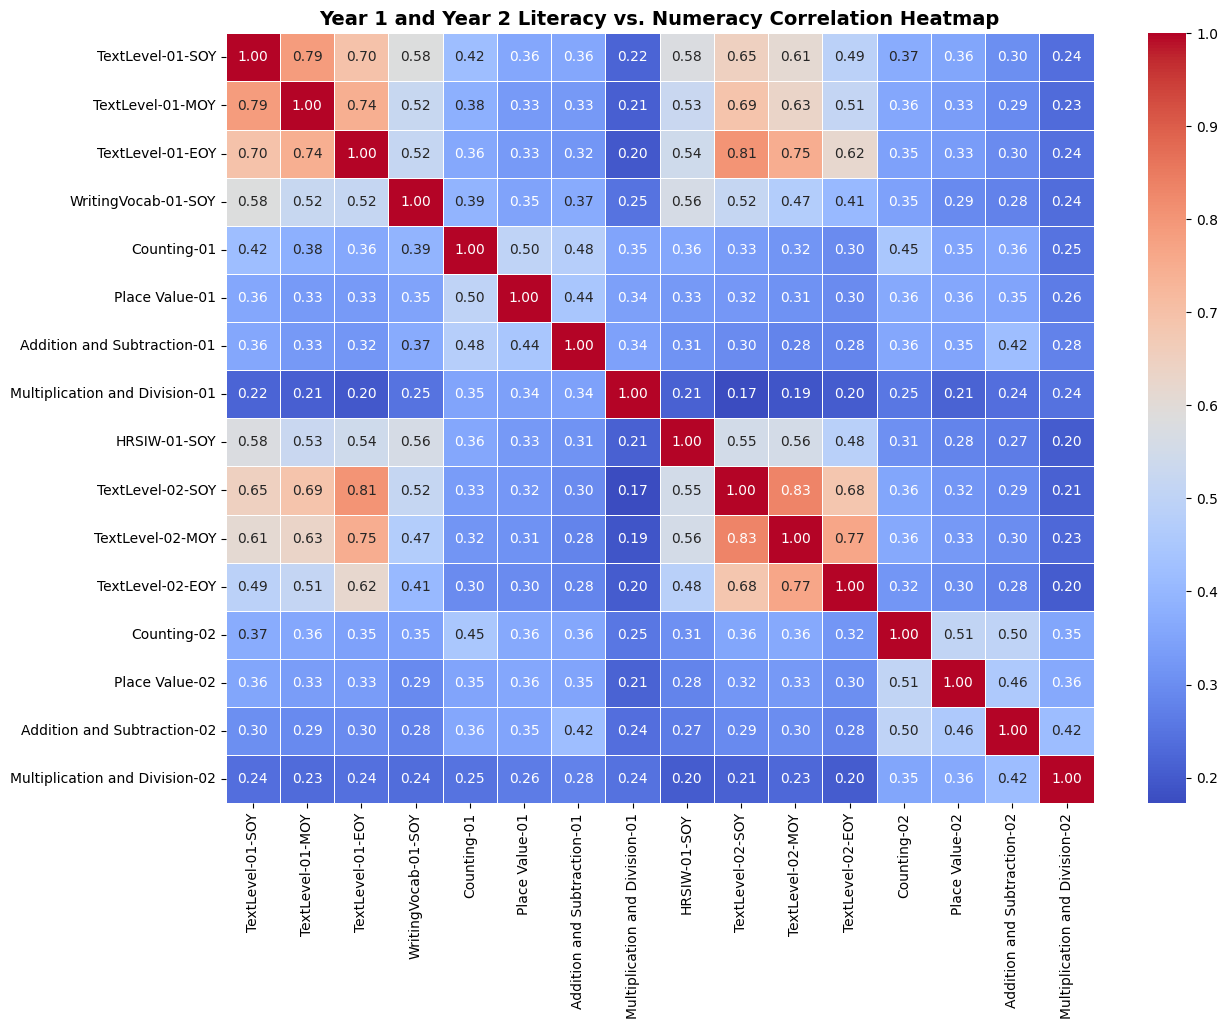 Year 1 and Year 2 Literacy vs. Numeracy Correlation Heatmap
TextLevel-01-SOY 1.00 0.79 0.70 0.58 0.42 0.36 0.36 0.22 0.58 0.65 0.61 0.49 0.37 0.36 0.30 0.24
TextLevel-01-MOY 0.79 1.00 0.74 0.52 0.38 0.33 0.33 0.21 0.53 0.69 0.63 0.51 0.36 0.33 0.29 0.23
TextLevel-01-EOY 0.70 0.74 1.00 0.52 0.36 0.33 0.32 0.20 0.54 0.81 0.75 0.62 0.35 0.33 0.30 0.24
WritingVocab-01-SOY 0.58 0.52 0.52 1.00 0.39 0.35 0.37 0.25 0.56 0.52 0.47 0.41 0.35 0.29 0.28 0.24
Counting-01 0.42 0.38 0.36 0.39 1.00 0.50 0.48 0.35 0.36 0.33 0.32 0.30 0.45 0.35 0.36 0.25
Place Value-01 0.36 0.33 0.33 0.35 0.50 1.00 0.44 0.34 0.33 0.32 0.31 0.30 0.36 0.36 0.35 0.26
Addition and Subtraction-01 0.36 0.33 0.32 0.37 0.48 0.44 1.00 0.34 0.31 0.30 0.28 0.28 0.36 0.35 0.42 0.28
Multiplication and Division-01 0.22 0.21 0.20 0.25 0.35 0.34 0.34 1.00 0.21 0.17 0.19 0.20 0.25 0.21 0.24 0.24
HRSIW-01-SOY 0.58 0.53 0.54 0.56 0.36 0.33 0.31 0.21 1.00 0.55 0.56 0.48 0.31 0.28 0.27 0.20
TextLevel-02-SOY 0.65 0.69 0.81 0.52 0.33 0.32 0.30 0.17 0.55 1.00 0.83 0.68 0.36 0.32 0.29 0.21
TextLevel-02-MOY 0.61 0.63 0.75 0.47 0.32 0.31 0.28 0.19 0.56 0.83 1.00 0.77 0.36 0.33 0.30 0.23
TextLevel-02-EOY 0.49 0.51 0.62 0.41 0.30 0.30 0.28 0.20 0.48 0.68 0.77 1.00 0.32 0.30 0.28 0.20
Counting-02 0.37 0.36 0.35 0.35 0.45 0.36 0.36 0.25 0.31 0.36 0.36 0.32 1.00 0.51 0.50 0.35
Place Value-02 0.36 0.33 0.33 0.29 0.35 0.36 0.35 0.21 0.28 0.32 0.33 0.30 0.51 1.00 0.46 0.36
Addition and Subtraction-02 0.30 0.29 0.30 0.28 0.36 0.35 0.42 0.24 0.27 0.29 0.30 0.28 0.50 0.46 1.00 0.42
Multiplication and Division-02 0.24 0.23 0.24 0.24 0.25 0.26 0.28 0.24 0.20 0.21 0.23 0.20 0.35 0.36 0.42 1.00
TextLevel-01-SOY
TextLevel-01-MOY
TextLevel-01-EOY
WritingVocab-01-SOY
Counting-01
Place Value-01
Addition and Subtraction-01
Multiplication and Division-01
HRSIW-01-SOY
TextLevel-02-SOY
TextLevel-02-MOY
TextLevel-02-EOY
Counting-02
Place Value-02
Addition and Subtraction-02
Multiplication and Division-02
1.0
0.9
0.8
0.7
0.6
0.5
0.4
0.3
0.2